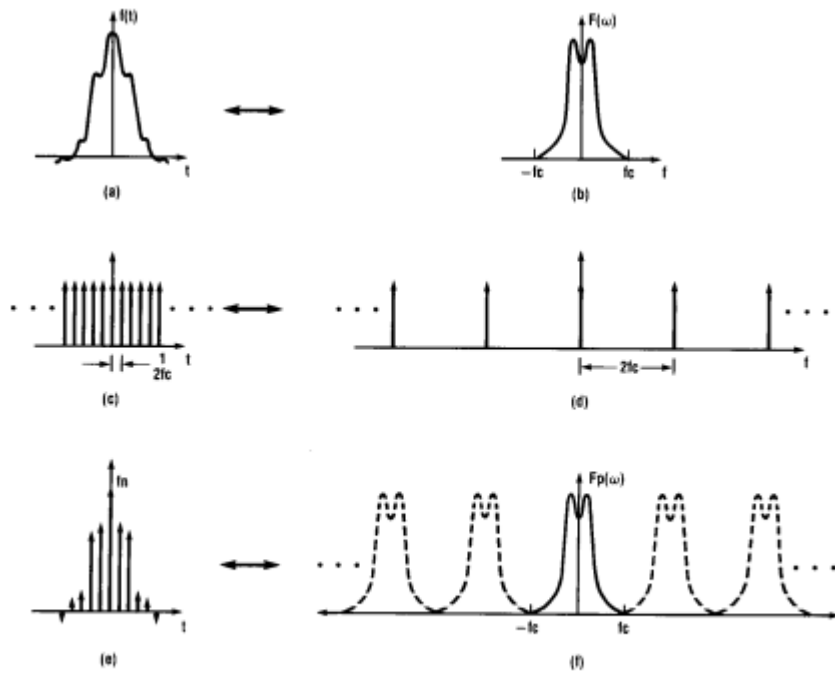 f(t)
t
(a)
F(ω)
−fc
fc
f
(b)
t
1
2fc
(c)
2fc
f
(d)
fn
t
(e)
Fp(ω)
−fc
fc
(f)